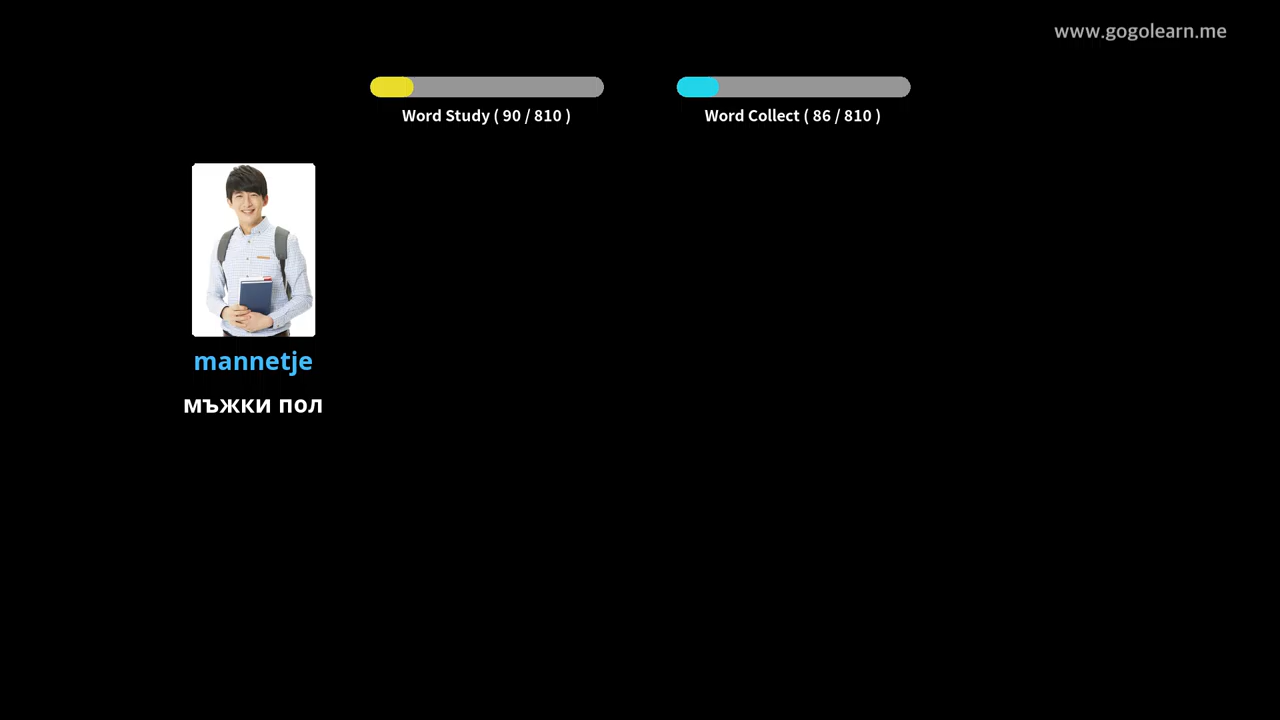 www.gogolearn.me
Word Study ( 90 / 810 )
Word Collect ( 86 / 810 )
mannetje
мъжки пол